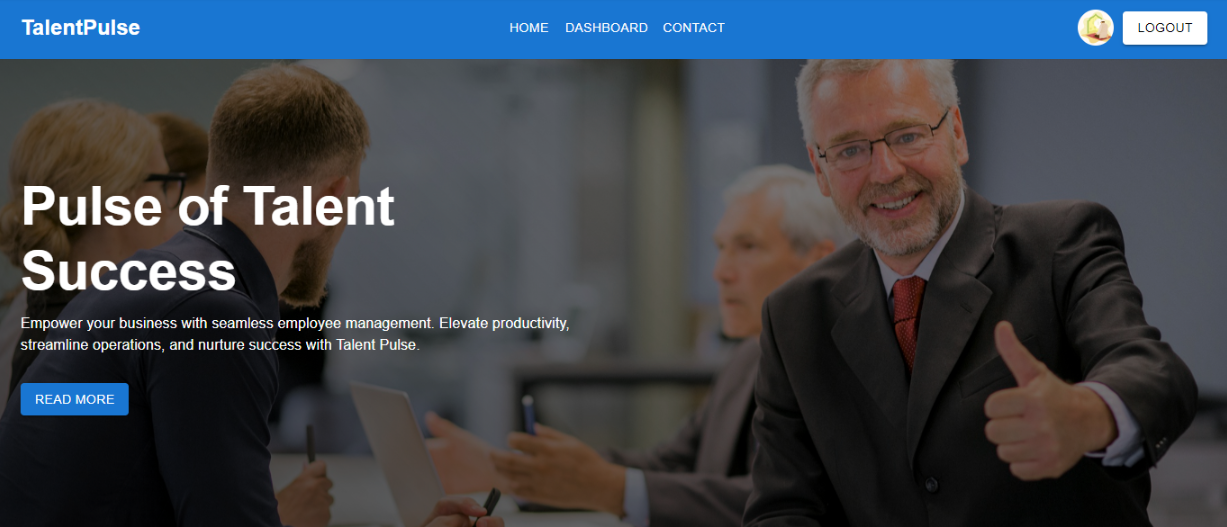 TalentPulse
HOME DASHBOARD CONTACT
LOGOUT
Pulse of Talent
Success
Empower your business with seamless employee management. Elevate productivity,
streamline operations, and nurture success with Talent Pulse.
READ MORE